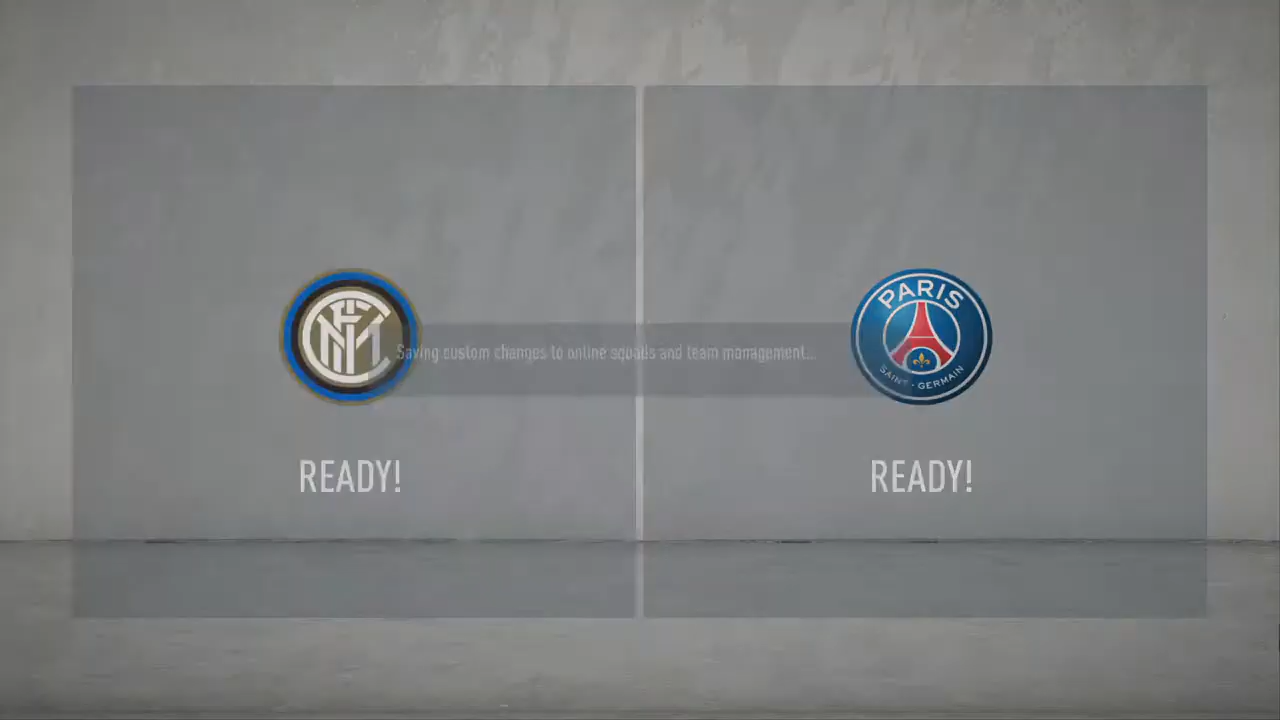 PARIS
SAINT - GERMAIN
Saving custom changes to online squads and team management...
READY!
READY!